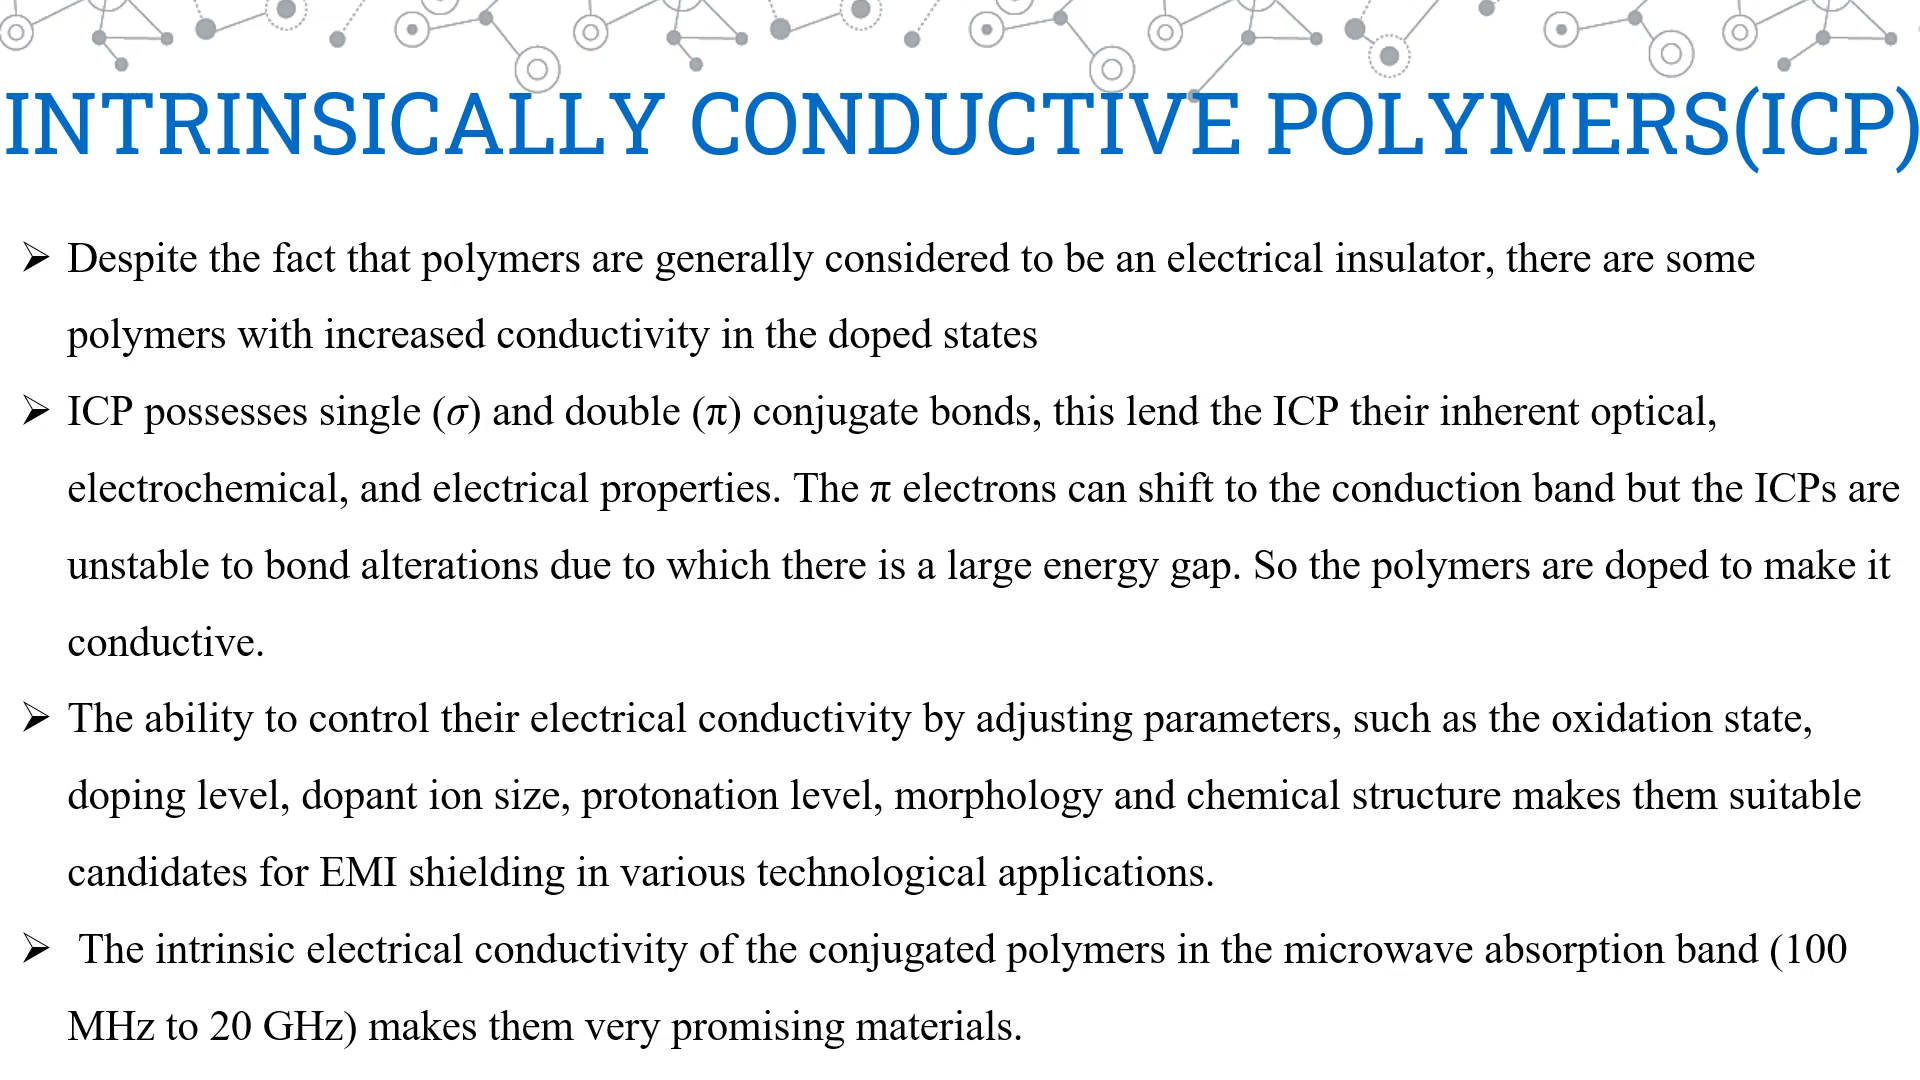 INTRINSICALLY CONDUCTIVE POLYMERS(ICP)
➢ Despite the fact that polymers are generally considered to be an electrical insulator, there are some
polymers with increased conductivity in the doped states
➢ ICP possesses single (σ) and double (π) conjugate bonds, this lend the ICP their inherent optical,
electrochemical, and electrical properties. The π electrons can shift to the conduction band but the ICPs are
unstable to bond alterations due to which there is a large energy gap. So the polymers are doped to make it
conductive.
➢ The ability to control their electrical conductivity by adjusting parameters, such as the oxidation state,
doping level, dopant ion size, protonation level, morphology and chemical structure makes them suitable
candidates for EMI shielding in various technological applications.
➢ The intrinsic electrical conductivity of the conjugated polymers in the microwave absorption band (100
MHz to 20 GHz) makes them very promising materials.